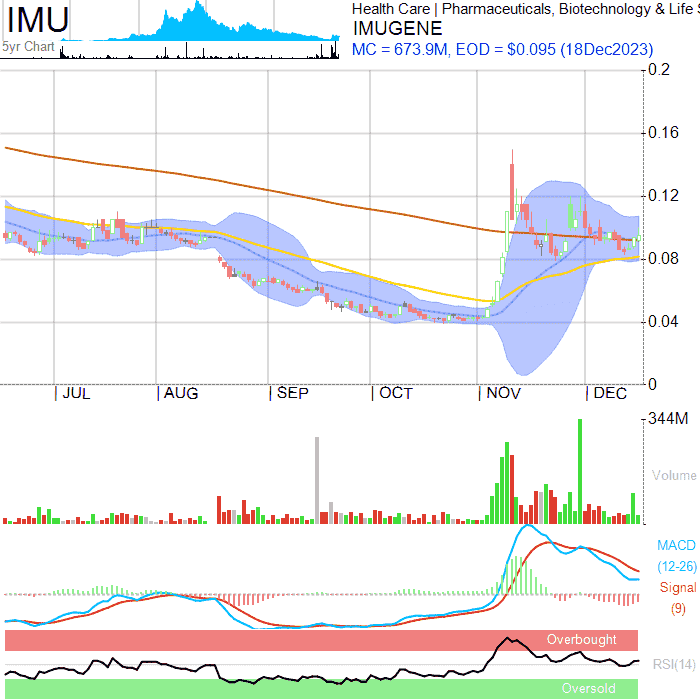 IMU
5yr Chart
Health Care | Pharmaceuticals, Biotechnology & Life S
IMUGENE
MC = 673.9M, EOD = $0.095 (18Dec2023)
0.2
0.16
0.12
0.08
0.04
0
JUL AUG SEP OCT NOV DEC
344M
Volume
MACD
(12-26)
Signal
(9)
Overbought
RSI(14)
Oversold